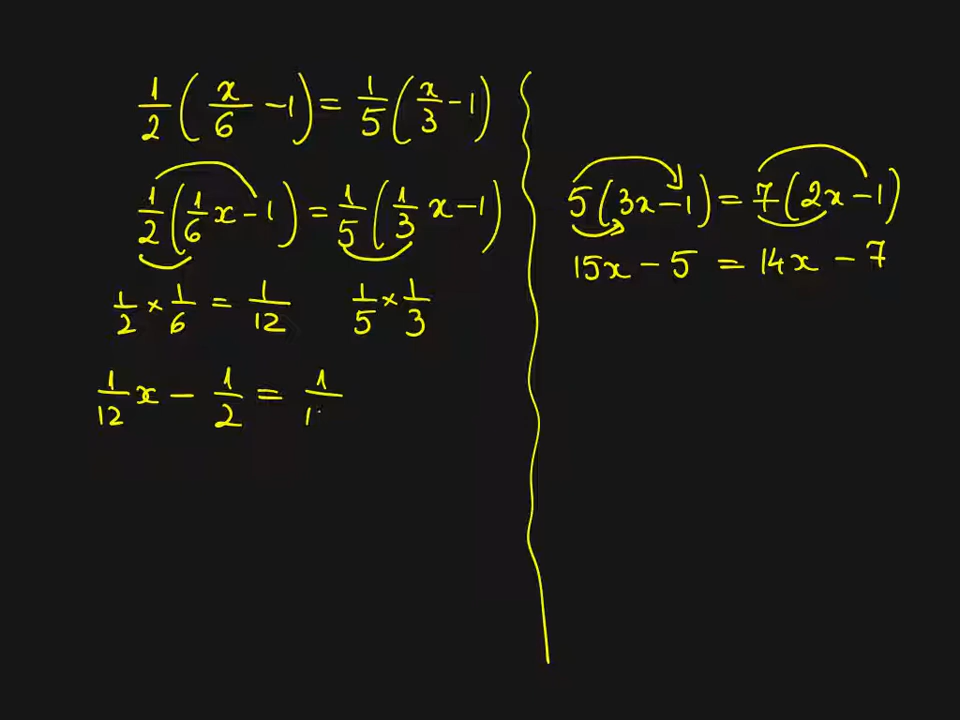 1/2 ( x/6 - 1 ) = 1/5 ( x/3 - 1 )
1/2 ( 1/6 x - 1 ) = 1/5 ( 1/3 x - 1 )
1/2 × 1/6 = 1/12 1/5 × 1/3
1/12 x - 1/2 = 1/1
5 ( 3x - 1 ) = 7 ( 2x - 1 )
15x - 5 = 14x - 7